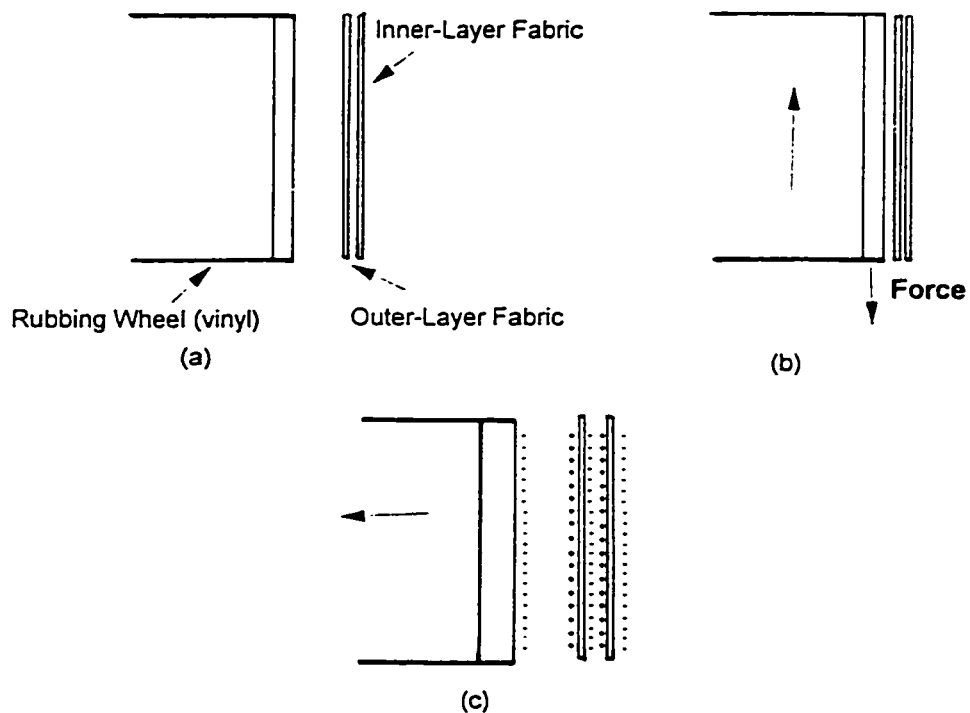 Inner-Layer Fabric
Rubbing Wheel (vinyl)
Outer-Layer Fabric
(a)
Force
(b)
(c)